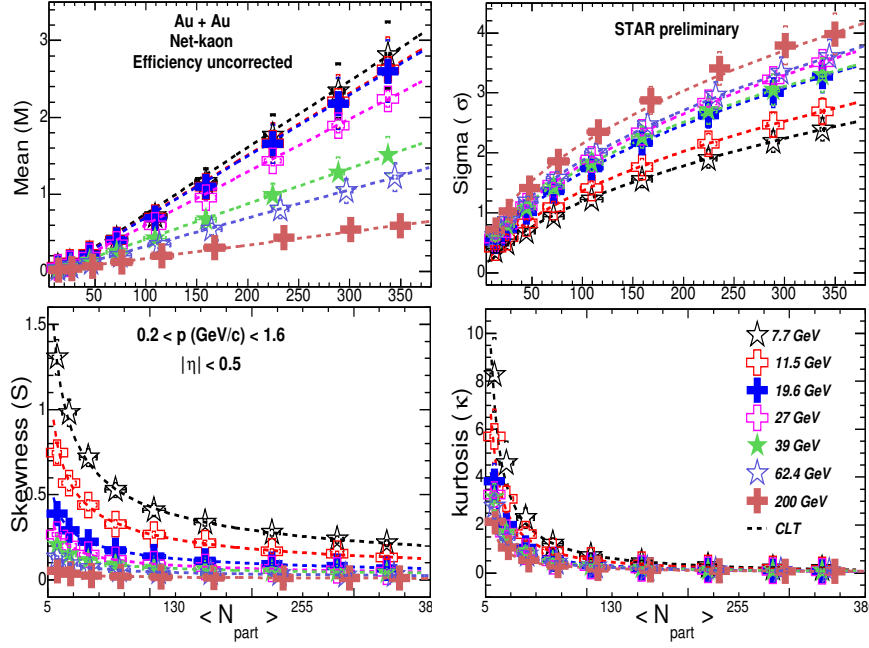 Au + Au
Net-kaon
Efficiency uncorrected
Mean (M)
3
2
1
0
50 100 150 200 250 300 350
STAR preliminary
Sigma ( σ)
4
3
2
1
0
50 100 150 200 250 300 350
0.2 < p (GeV/c) < 1.6
|η| < 0.5
Skewness (S)
1.5
1
0.5
0
5 130 255 38
< N part >
kurtosis ( κ)
10
8
6
4
2
0
5 130 255 380
< N part >
7.7 GeV
11.5 GeV
19.6 GeV
27 GeV
39 GeV
62.4 GeV
200 GeV
CLT